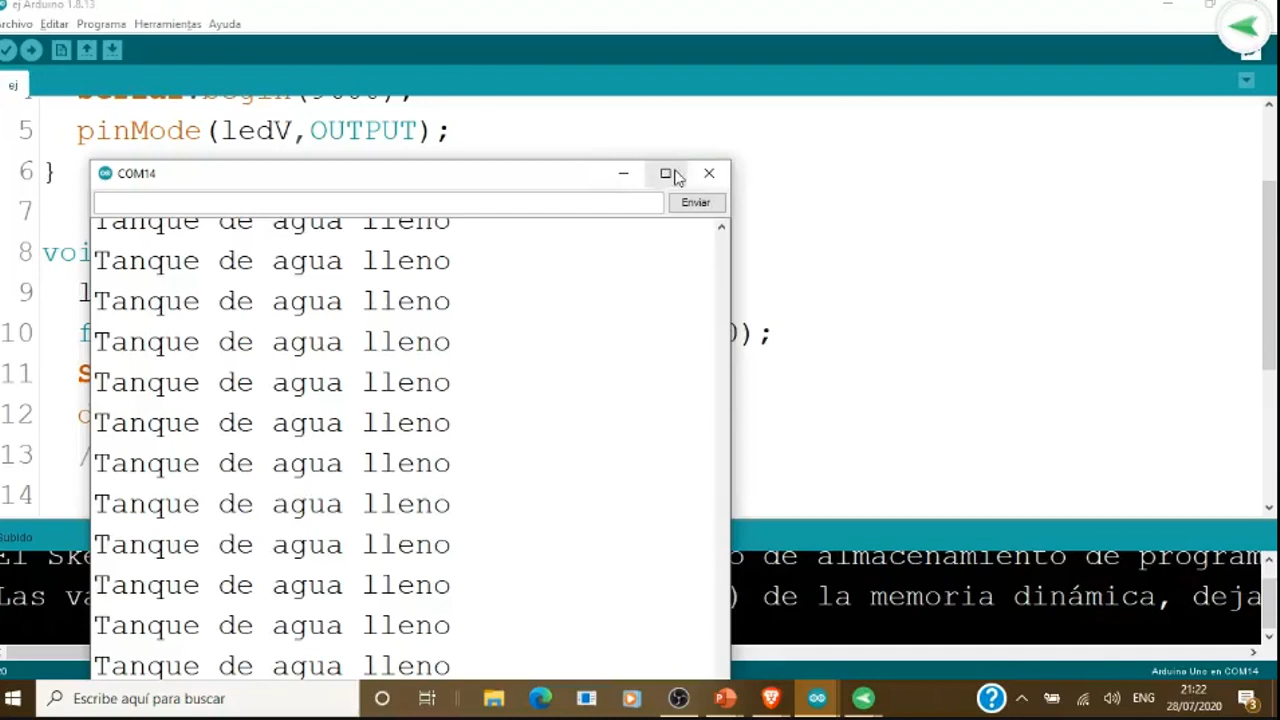 ej Arduino 1.8.13
Archivo Editar Programa Herramientas Ayuda
ej
5 pinMode(ledV,OUTPUT);
6 }
7
8 voi
9 l
10 f 0);
11 S
12
13 /
14
COM14
Enviar
Tanque de agua lleno
Tanque de agua lleno
Tanque de agua lleno
Tanque de agua lleno
Tanque de agua lleno
Tanque de agua lleno
Tanque de agua lleno
Tanque de agua lleno
Tanque de agua lleno
Tanque de agua lleno
Tanque de agua lleno
Tanque de agua lleno
Subido
El Ske o de almacenamiento de program
Las va ) de la memoria dinámica, deja
Arduino Uno en COM14
Escribe aquí para buscar
ENG
21:22
28/07/2020
3